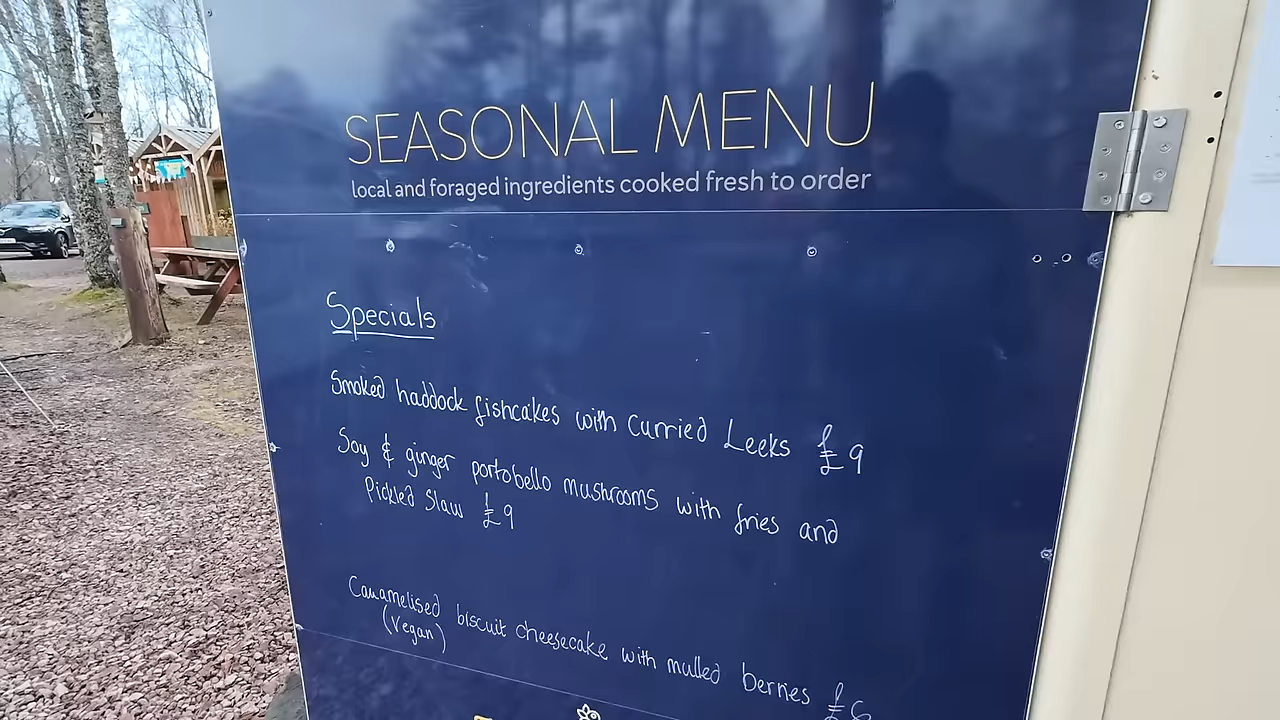 SEASONAL MENU
local and foraged ingredients cooked fresh to order
Specials
Smoked haddock fishcakes with Curried Leeks £9
Soy & ginger portobello mushrooms with fries and
Pickled Slaw £9
Caramelised biscuit cheesecake with mulled berries £6
(vegan)